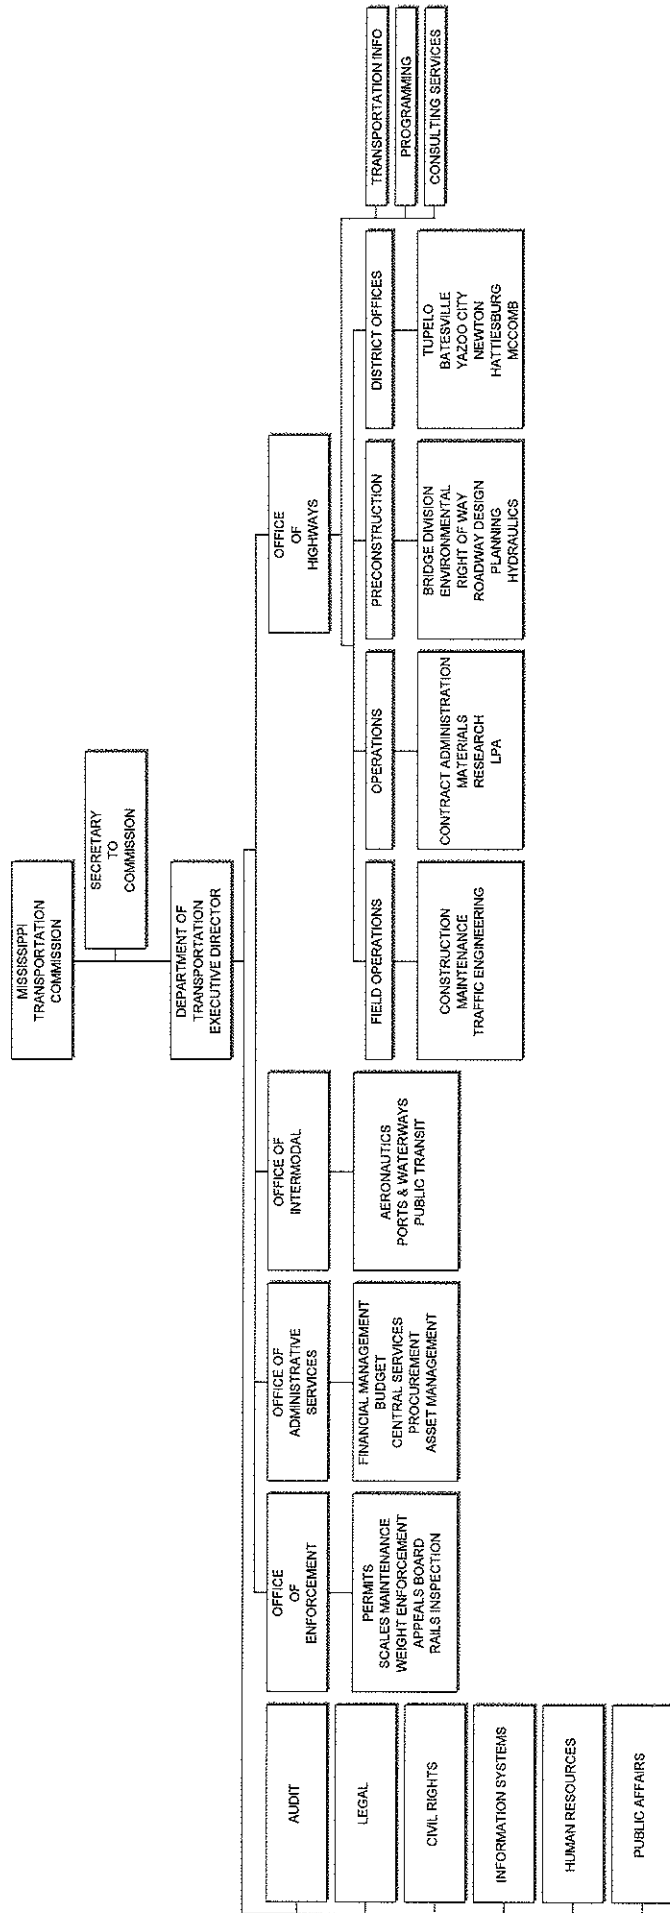 MISSISSIPPI
TRANSPORTATION
COMMISSION
SECRETARY
TO
COMMISSION
DEPARTMENT OF
TRANSPORTATION
EXECUTIVE DIRECTOR
AUDIT
LEGAL
CIVIL RIGHTS
INFORMATION SYSTEMS
HUMAN RESOURCES
PUBLIC AFFAIRS
OFFICE
OF
ENFORCEMENT
PERMITS
SCALES MAINTENANCE
WEIGHT ENFORCEMENT
APPEALS BOARD
RAILS INSPECTION
OFFICE OF
ADMINISTRATIVE
SERVICES
FINANCIAL MANAGEMENT
BUDGET
CENTRAL SERVICES
PROCUREMENT
ASSET MANAGEMENT
OFFICE OF
INTERMODAL
AERONAUTICS
PORTS & WATERWAYS
PUBLIC TRANSIT
OFFICE
OF
HIGHWAYS
FIELD OPERATIONS
CONSTRUCTION
MAINTENANCE
TRAFFIC ENGINEERING
OPERATIONS
CONTRACT ADMINISTRATION
MATERIALS
RESEARCH
LPA
PRECONSTRUCTION
BRIDGE DIVISION
ENVIRONMENTAL
RIGHT OF WAY
ROADWAY DESIGN
PLANNING
HYDRAULICS
DISTRICT OFFICES
TUPELO
BATESVILLE
YAZOO CITY
NEWTON
HATTIESBURG
MCCOMB
TRANSPORTATION INFO
PROGRAMMING
CONSULTING SERVICES